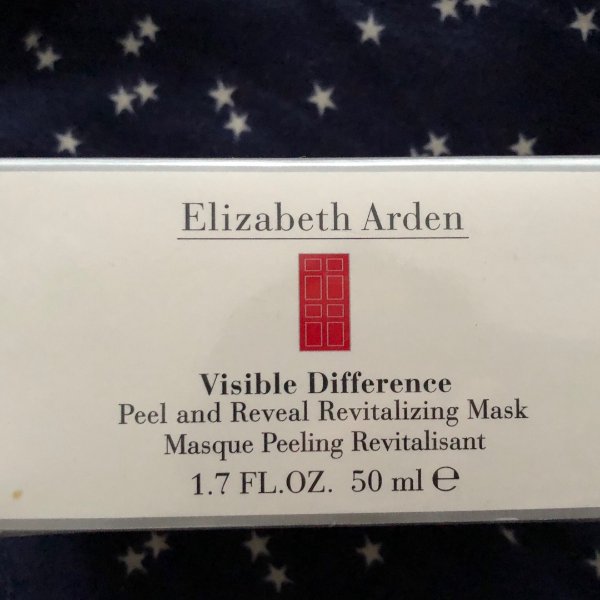 Elizabeth Arden
Visible Difference
Peel and Reveal Revitalizing Mask
Masque Peeling Revitalisant
1.7 FL.OZ. 50 ml ℮